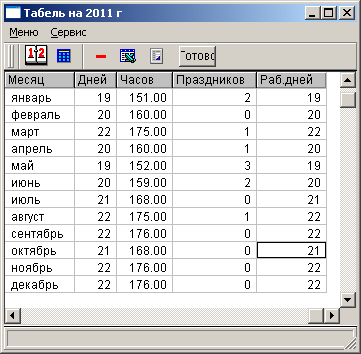 Табель на 2011 г
Меню Сервис
12 Готово
Месяц Дней Часов Праздников Раб.дней
январь 19 151.00 2 19
февраль 20 160.00 0 20
март 22 175.00 1 22
апрель 20 160.00 1 20
май 19 152.00 3 19
июнь 20 159.00 2 20
июль 21 168.00 0 21
август 22 175.00 1 22
сентябрь 22 176.00 0 22
октябрь 21 168.00 0 21
ноябрь 22 176.00 0 22
декабрь 22 176.00 0 22